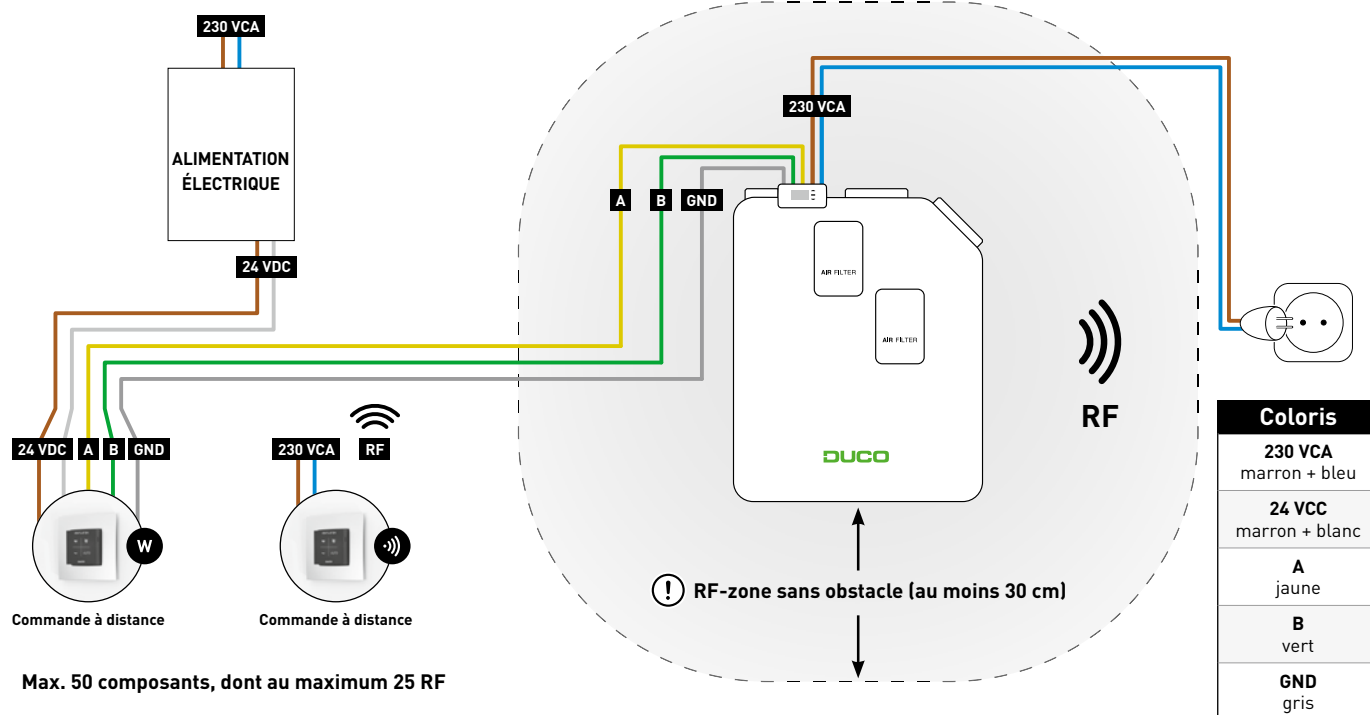 230 VCA
ALIMENTATION
ÉLECTRIQUE
24 VDC
230 VCA
A
B
GND
AIR FILTER
AIR FILTER
DUCO
RF
24 VDC
A
B
GND
230 VCA
RF
W
Commande à distance
Commande à distance
! RF-zone sans obstacle (au moins 30 cm)
Max. 50 composants, dont au maximum 25 RF
Coloris
230 VCA
marron + bleu
24 VCC
marron + blanc
A
jaune
B
vert
GND
gris